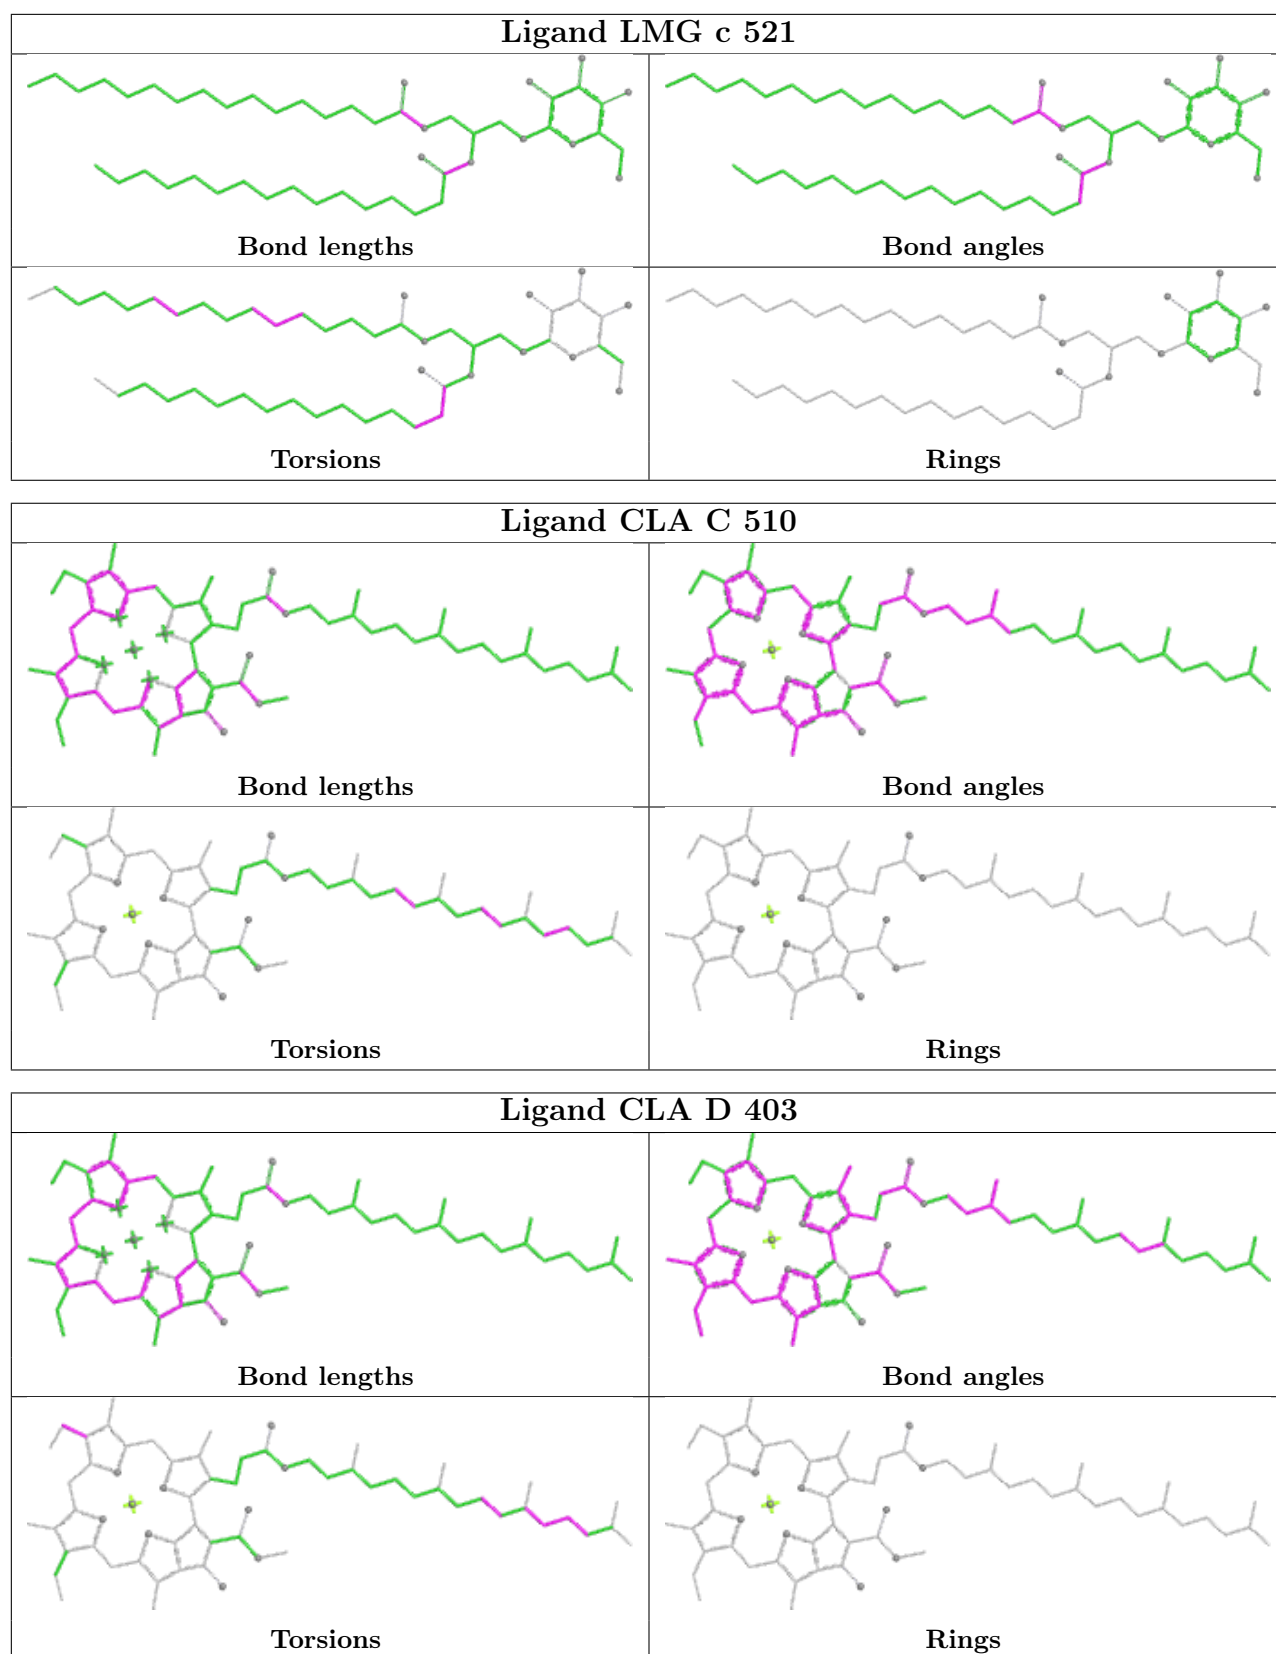 Ligand LMG c 521
Bond lengths
Bond angles
Torsions
Rings
Ligand CLA C 510
Bond lengths
Bond angles
Torsions
Rings
Ligand CLA D 403
Bond lengths
Bond angles
Torsions
Rings